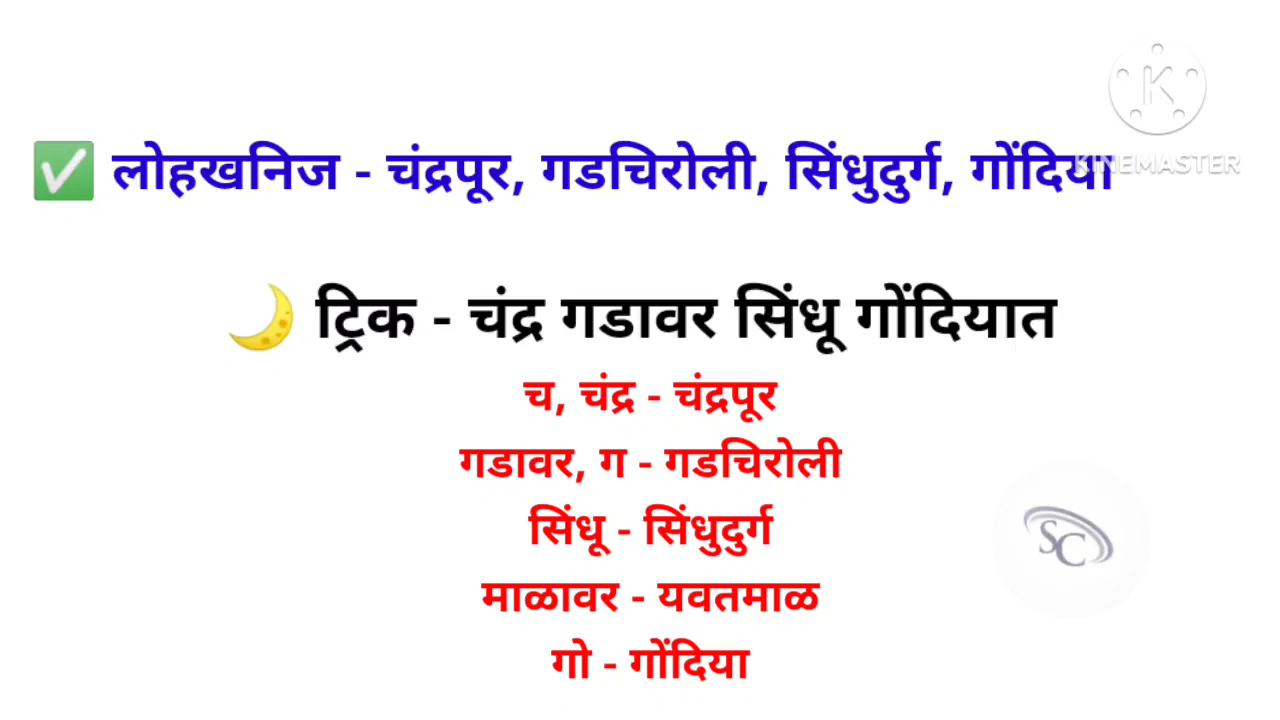 ✅ लोहखनिज - चंद्रपूर, गडचिरोली, सिंधुदुर्ग, गोंदिया
KINEMASTER
🌙 ट्रिक - चंद्र गडावर सिंधू गोंदियात
च, चंद्र - चंद्रपूर
गडावर, ग - गडचिरोली
सिंधू - सिंधुदुर्ग
SC
माळावर - यवतमाळ
गो - गोंदिया